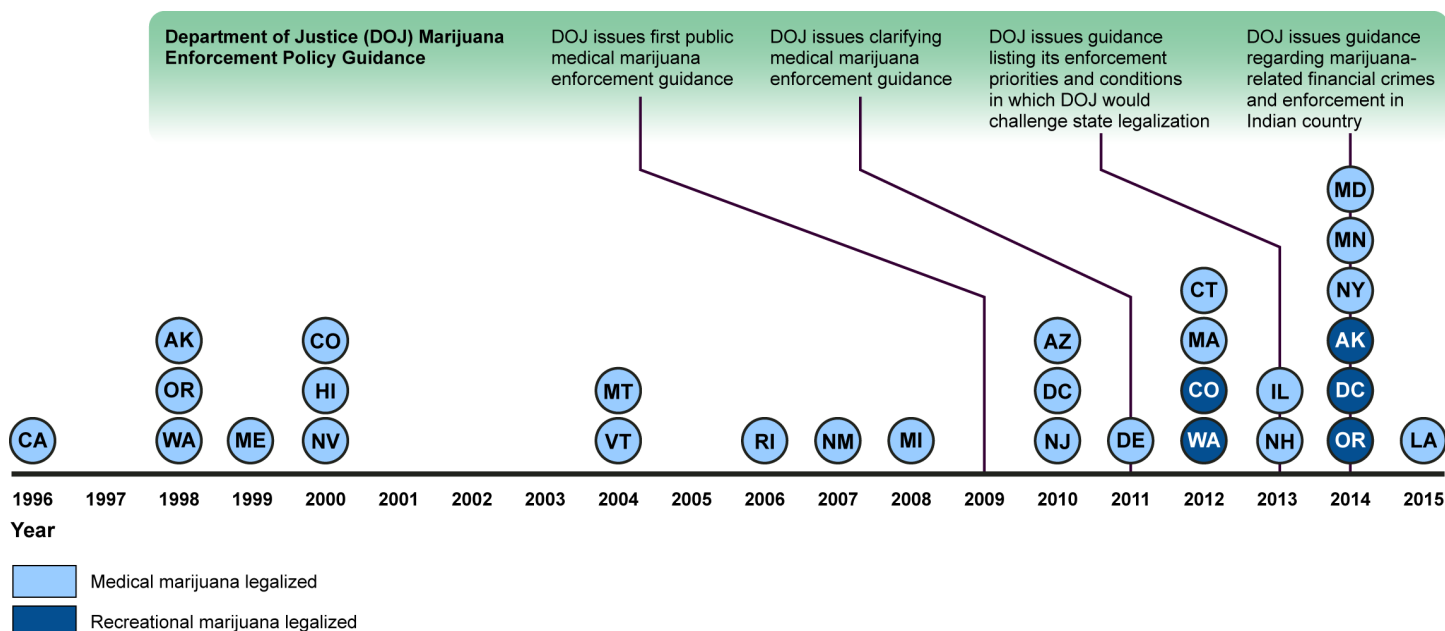 Department of Justice (DOJ) Marijuana
Enforcement Policy Guidance
DOJ issues first public
medical marijuana
enforcement guidance
DOJ issues clarifying
medical marijuana
enforcement guidance
DOJ issues guidance
listing its enforcement
priorities and conditions
in which DOJ would
challenge state legalization
DOJ issues guidance
regarding marijuana-
related financial crimes
and enforcement in
Indian country
CA
AK
OR
WA
ME
CO
HI
NV
MT
VT
RI
NM
MI
AZ
DC
NJ
DE
CT
MA
CO
WA
IL
NH
MD
MN
NY
AK
DC
OR
LA
1996 1997 1998 1999 2000 2001 2002 2003 2004 2005 2006 2007 2008 2009 2010 2011 2012 2013 2014 2015
Year
Medical marijuana legalized
Recreational marijuana legalized